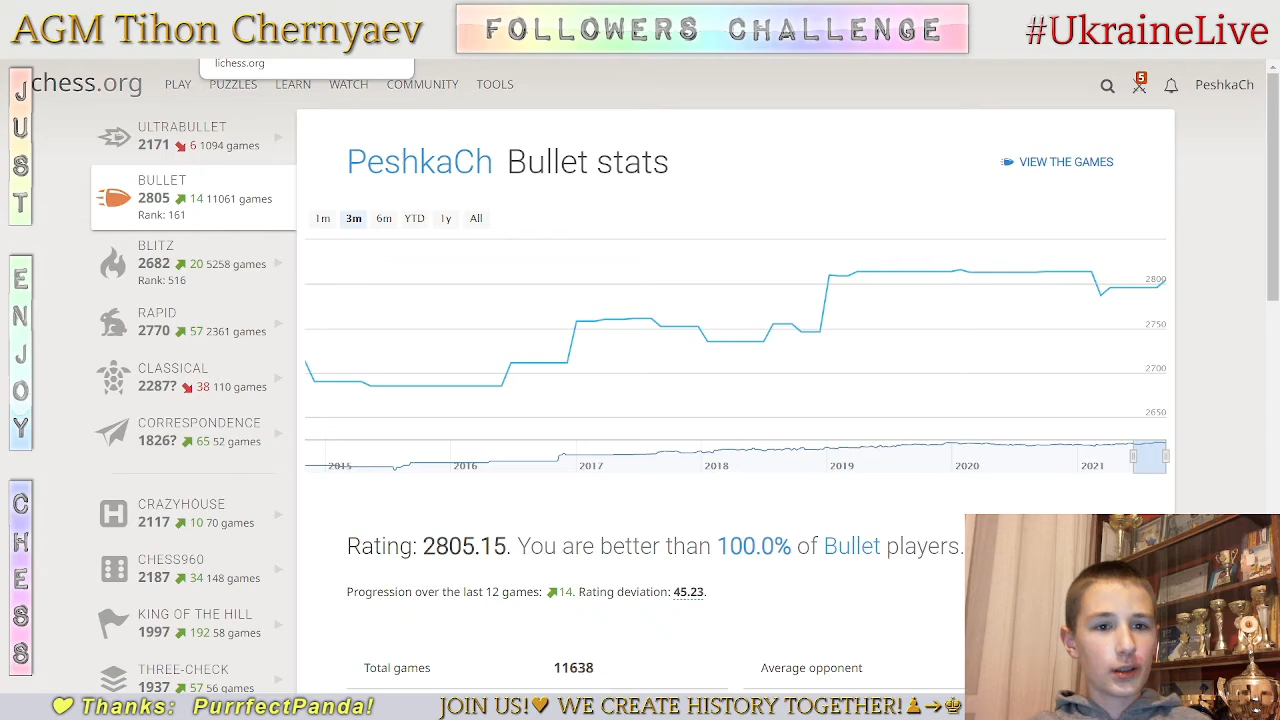 AGM Tihon Chernyaev
FOLLOWERS CHALLENGE
#UkraineLive
lichess.org
chess.org
PLAY PUZZLES LEARN WATCH COMMUNITY TOOLS
5
PeshkaCh
JUST
ENJOY
CHESS
ULTRABULLET
2171 6 1094 games
BULLET
2805 14 11061 games
Rank: 161
BLITZ
2682 20 5258 games
Rank: 516
RAPID
2770 57 2361 games
CLASSICAL
2287? 38 110 games
CORRESPONDENCE
1826? 65 52 games
CRAZYHOUSE
2117 10 70 games
CHESS960
2187 34 148 games
KING OF THE HILL
1997 192 58 games
THREE-CHECK
1937 57 56 games
PeshkaCh Bullet stats
VIEW THE GAMES
1m 3m 6m YTD 1y All
2800
2750
2700
2650
2015 2016 2017 2018 2019 2020 2021
Rating: 2805.15. You are better than 100.0% of Bullet players.
Progression over the last 12 games: 14. Rating deviation: 45.23.
Total games 11638 Average opponent
Thanks: PurrfectPanda!
JOIN US!♥ WE CREATE HISTORY TOGETHER!♟→♚